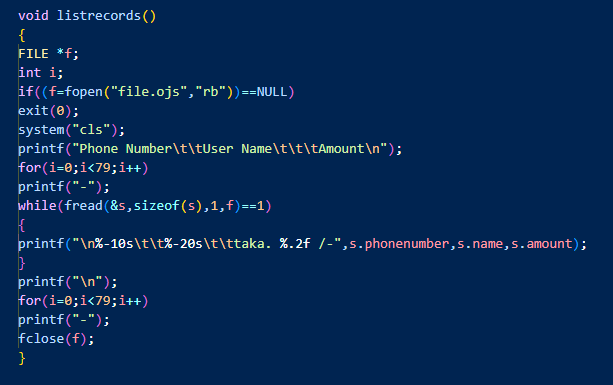 void listrecords()
{
FILE *f;
int i;
if((f=fopen("file.ojs","rb"))==NULL)
exit(0);
system("cls");
printf("Phone Number\t\tUser Name\t\t\tAmount\n");
for(i=0;i<79;i++)
printf("-");
while(fread(&s,sizeof(s),1,f)==1)
{
printf("\n%-10s\t\t%-20s\t\ttaka. %.2f /-",s.phonenumber,s.name,s.amount);
}
printf("\n");
for(i=0;i<79;i++)
printf("-");
fclose(f);
}